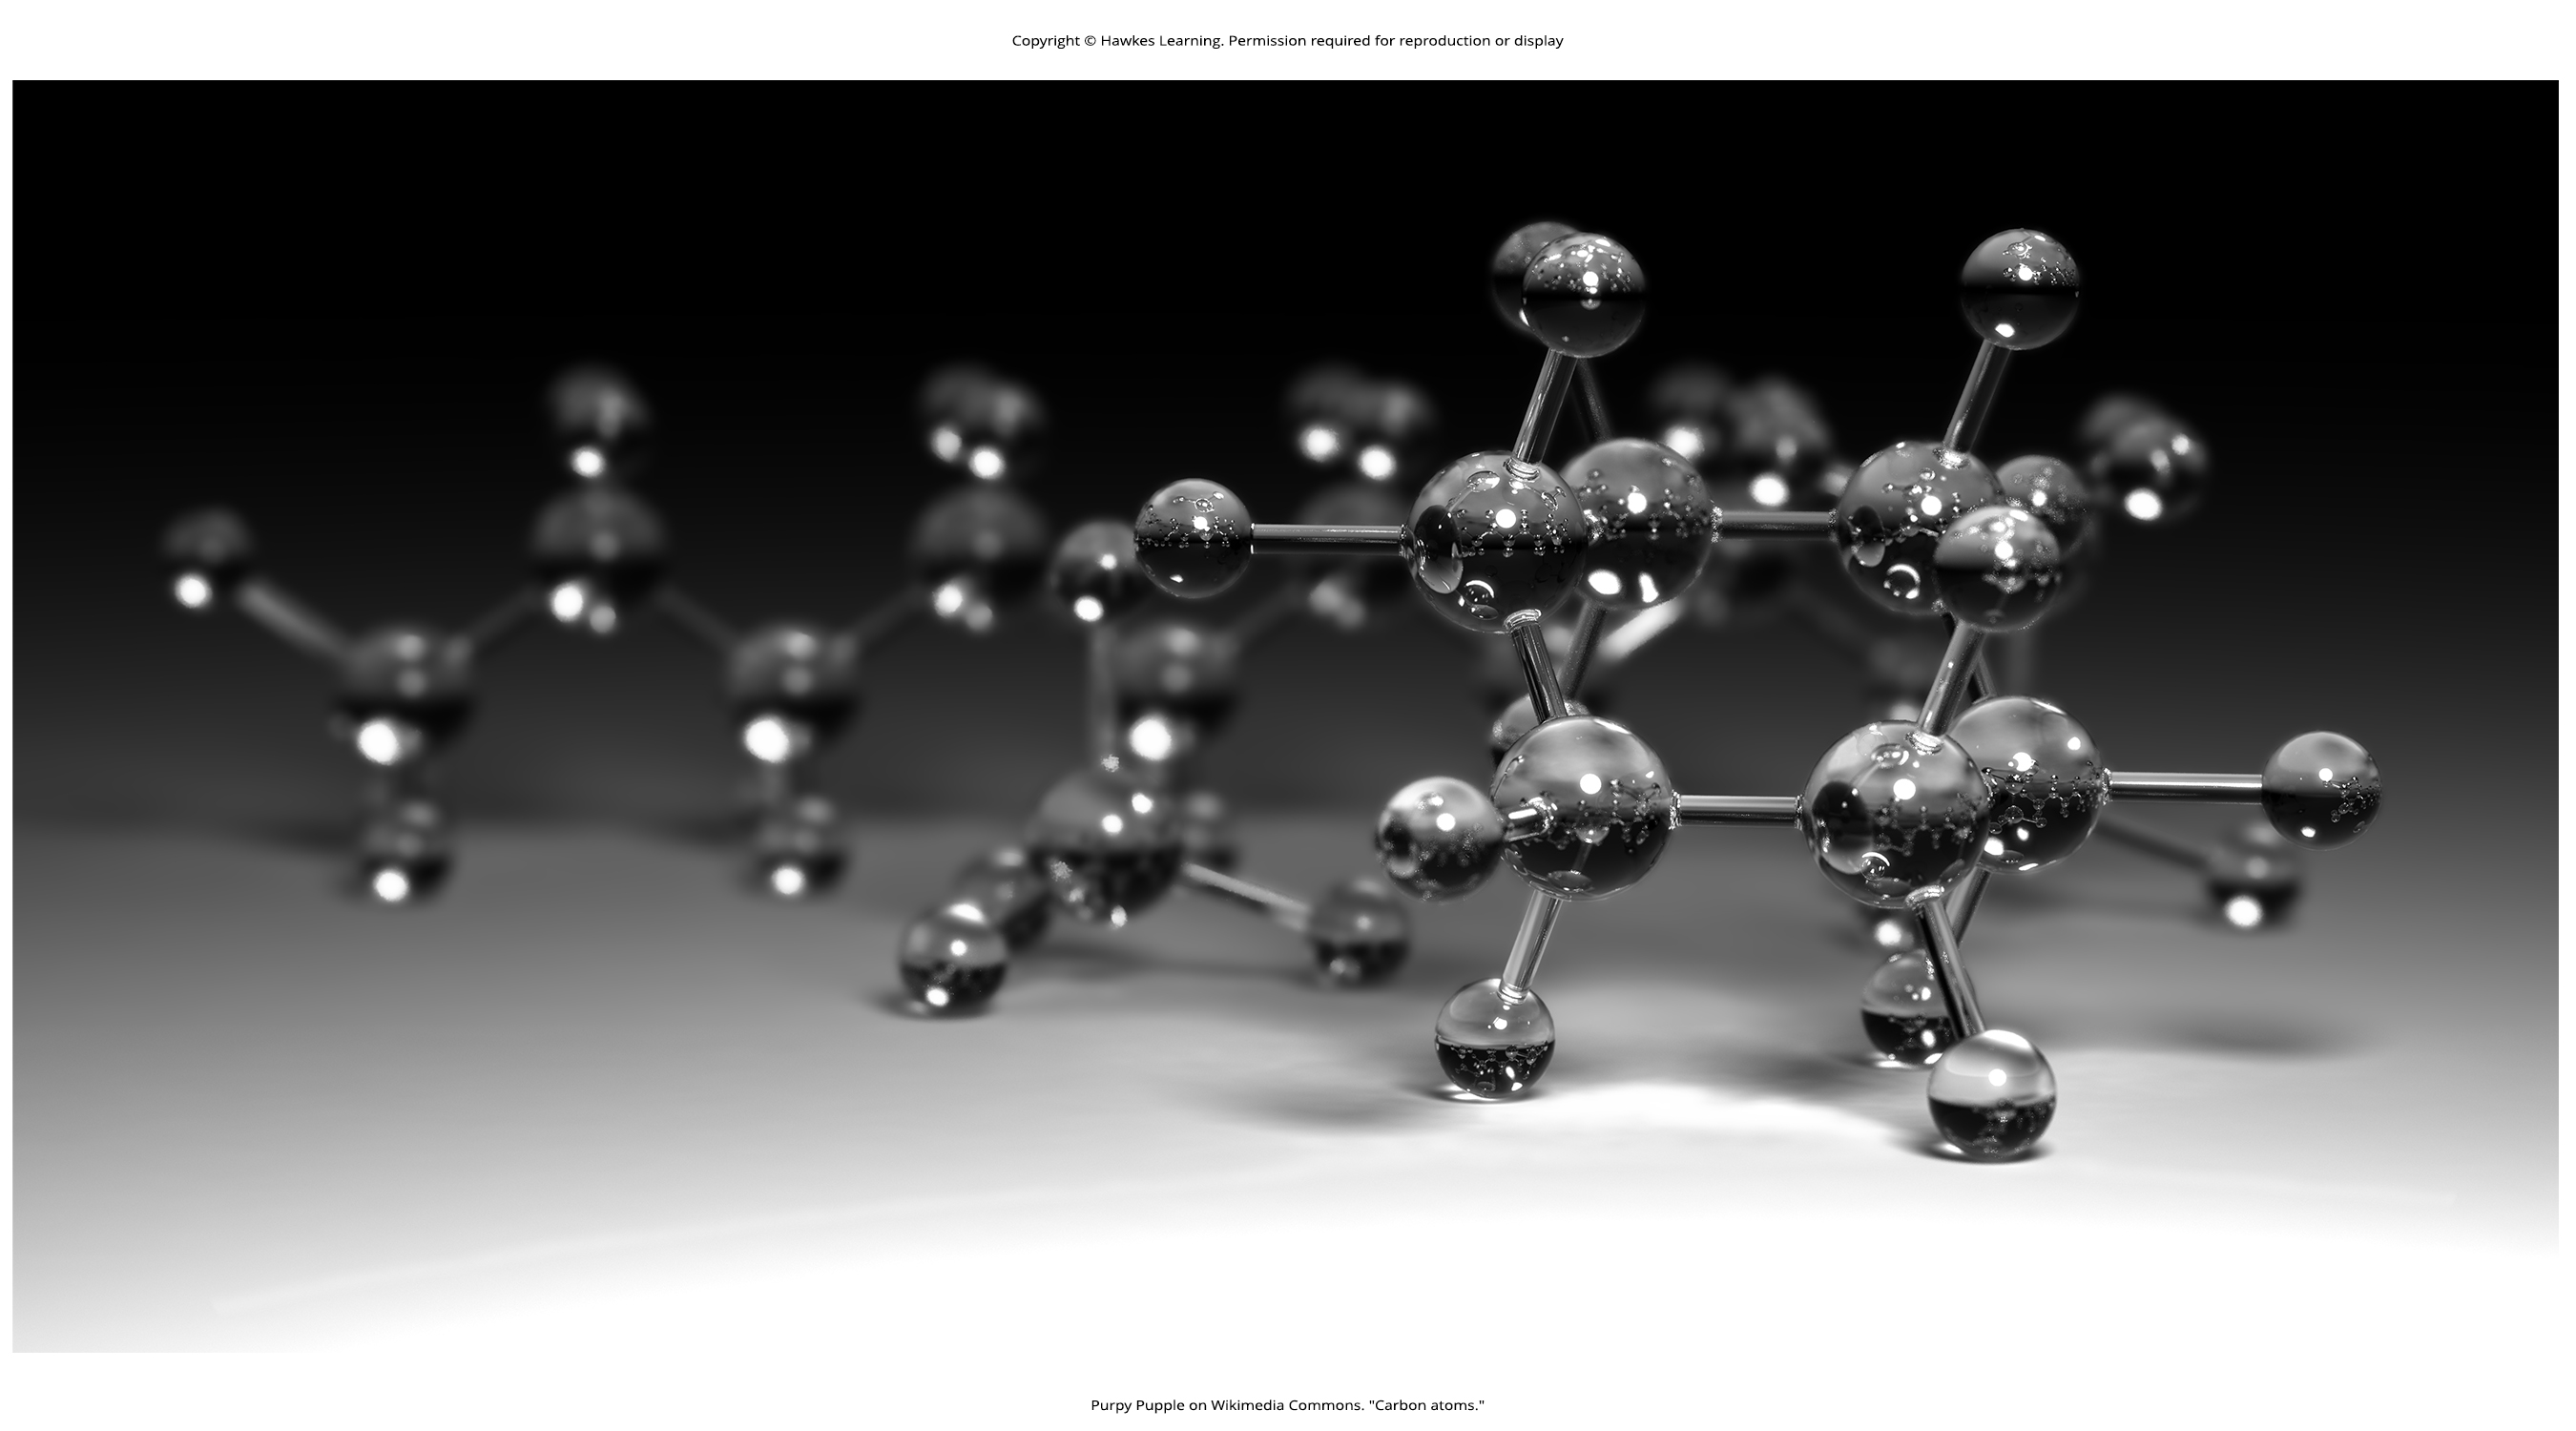 Copyright © Hawkes Learning. Permission required for reproduction or display
Purpy Pupple on Wikimedia Commons. "Carbon atoms."